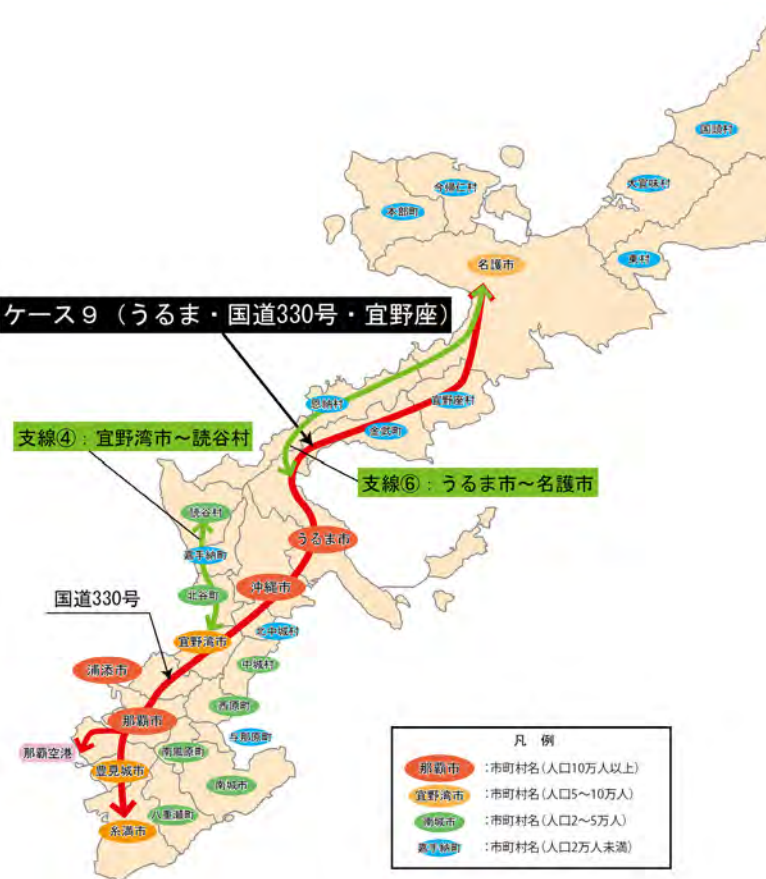 国頭村
大宜味村
今帰仁村
本部町
東村
名護市
ケース9（うるま・国道330号・宜野座）
恩納村
宜野座村
金武町
支線④：宜野湾市～読谷村
支線⑥：うるま市～名護市
読谷村
うるま市
嘉手納町
沖縄市
北谷町
国道330号
北中城村
宜野湾市
中城村
浦添市
西原町
那覇市
与那原町
那覇空港
南風原町
豊見城市
南城市
八重瀬町
糸満市
凡 例
那覇市 ：市町村名（人口10万人以上）
宜野湾市 ：市町村名（人口5～10万人）
南城市 ：市町村名（人口2～5万人）
嘉手納町 ：市町村名（人口2万人未満）